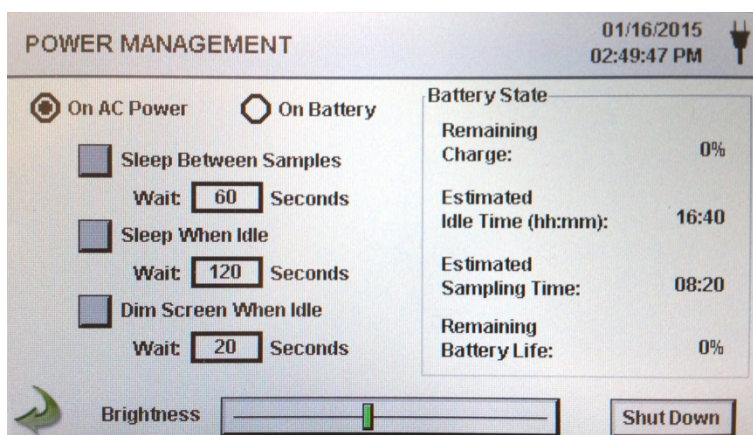 POWER MANAGEMENT
01/16/2015
02:49:47 PM
On AC Power
On Battery
Sleep Between Samples
Wait: 60 Seconds
Sleep When Idle
Wait: 120 Seconds
Dim Screen When Idle
Wait: 20 Seconds
Battery State
Remaining
Charge: 0%
Estimated
Idle Time (hh:mm): 16:40
Estimated
Sampling Time: 08:20
Remaining
Battery Life: 0%
Brightness
Shut Down